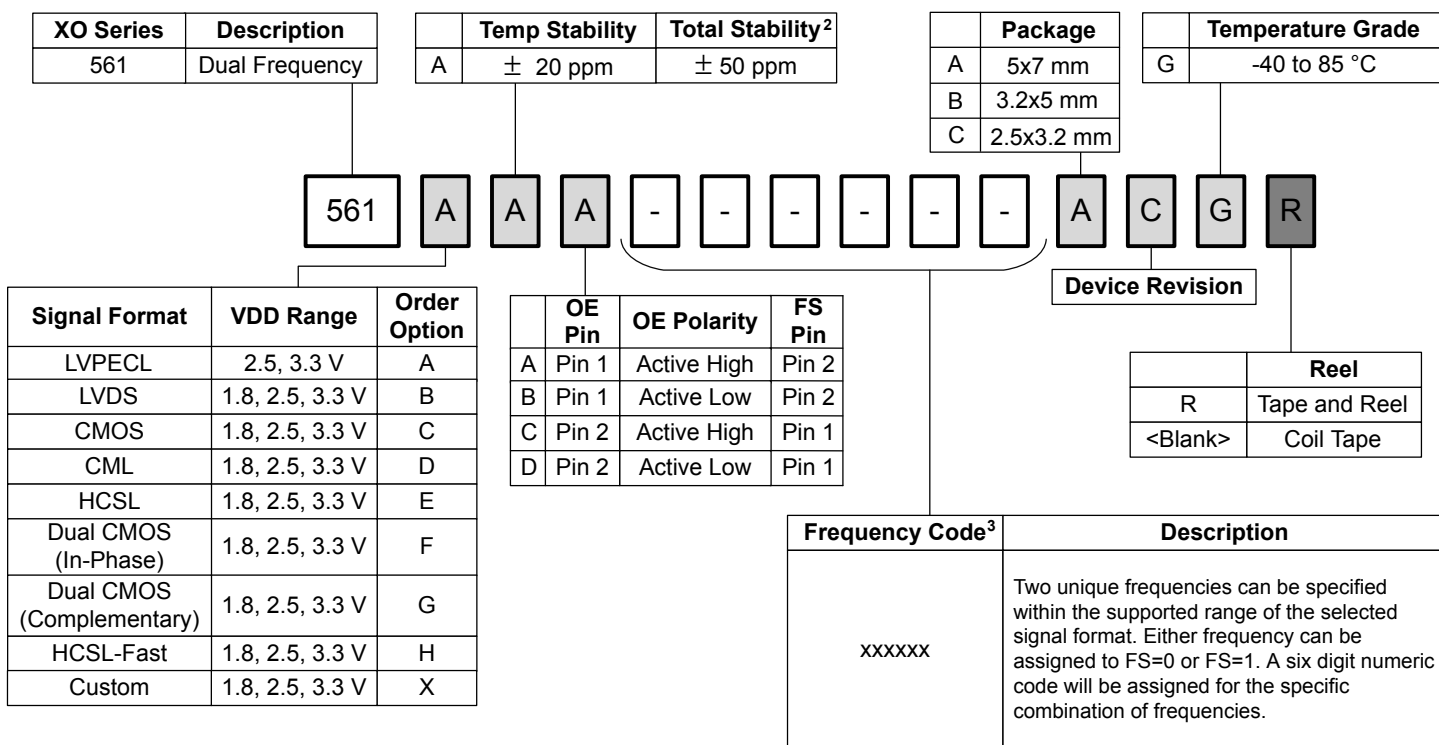 XO Series Description
561 Dual Frequency
Temp Stability Total Stability2
A ± 20 ppm ± 50 ppm
Package
A 5x7 mm
B 3.2x5 mm
C 2.5x3.2 mm
Temperature Grade
G -40 to 85 °C
561 A A A - - - - - - A C G R
Signal Format VDD Range Order
Option
LVPECL 2.5, 3.3 V A
LVDS 1.8, 2.5, 3.3 V B
CMOS 1.8, 2.5, 3.3 V C
CML 1.8, 2.5, 3.3 V D
HCSL 1.8, 2.5, 3.3 V E
Dual CMOS
(In-Phase) 1.8, 2.5, 3.3 V F
Dual CMOS
(Complementary) 1.8, 2.5, 3.3 V G
HCSL-Fast 1.8, 2.5, 3.3 V H
Custom 1.8, 2.5, 3.3 V X
OE
Pin OE Polarity FS
Pin
A Pin 1 Active High Pin 2
B Pin 1 Active Low Pin 2
C Pin 2 Active High Pin 1
D Pin 2 Active Low Pin 1
Device Revision
Reel
R Tape and Reel
<Blank> Coil Tape
Frequency Code3 Description
xxxxxx
Two unique frequencies can be specified
within the supported range of the selected
signal format. Either frequency can be
assigned to FS=0 or FS=1. A six digit numeric
code will be assigned for the specific
combination of frequencies.